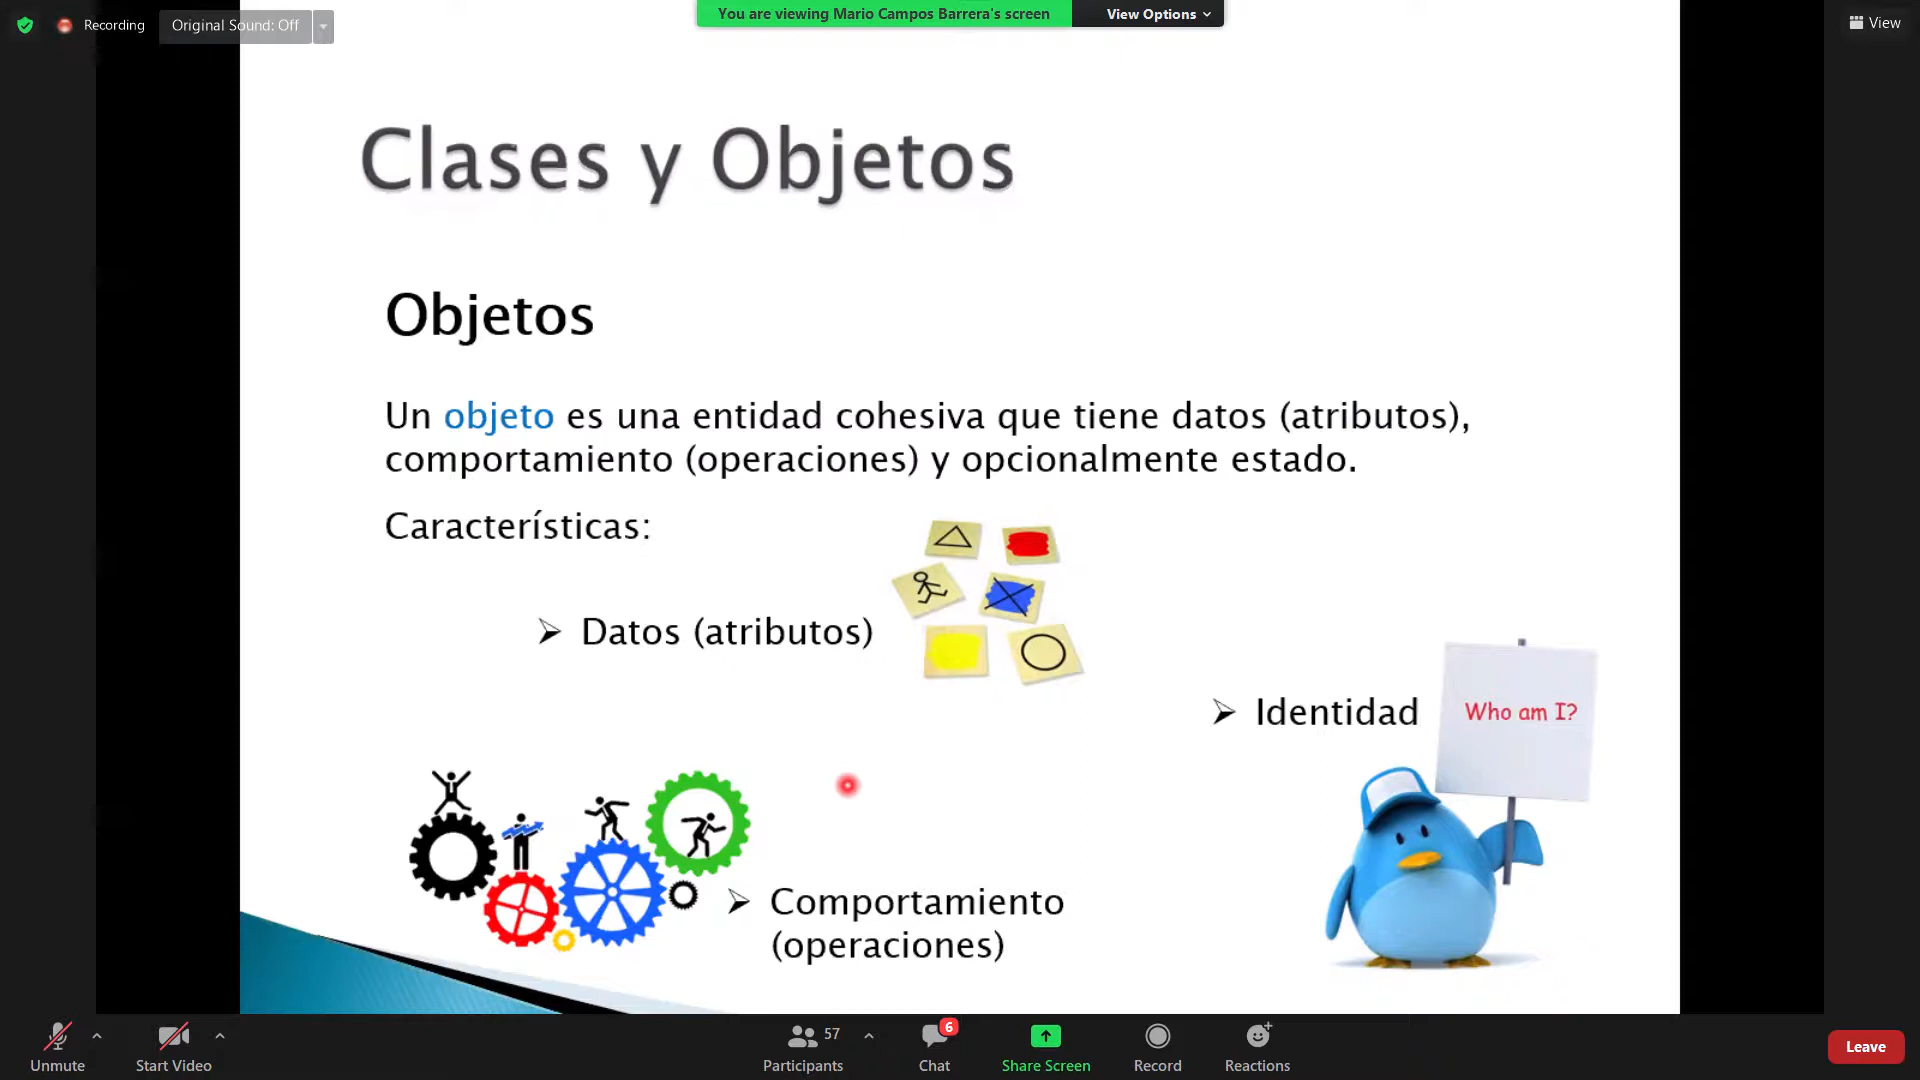 Recording
Original Sound: Off
You are viewing Mario Campos Barrera's screen
View Options
View
Clases y Objetos
Objetos
Un objeto es una entidad cohesiva que tiene datos (atributos),
comportamiento (operaciones) y opcionalmente estado.
Características:
Datos (atributos)
Identidad
Who am I?
Comportamiento
(operaciones)
Unmute
Start Video
57
Participants
6
Chat
Share Screen
Record
Reactions
Leave